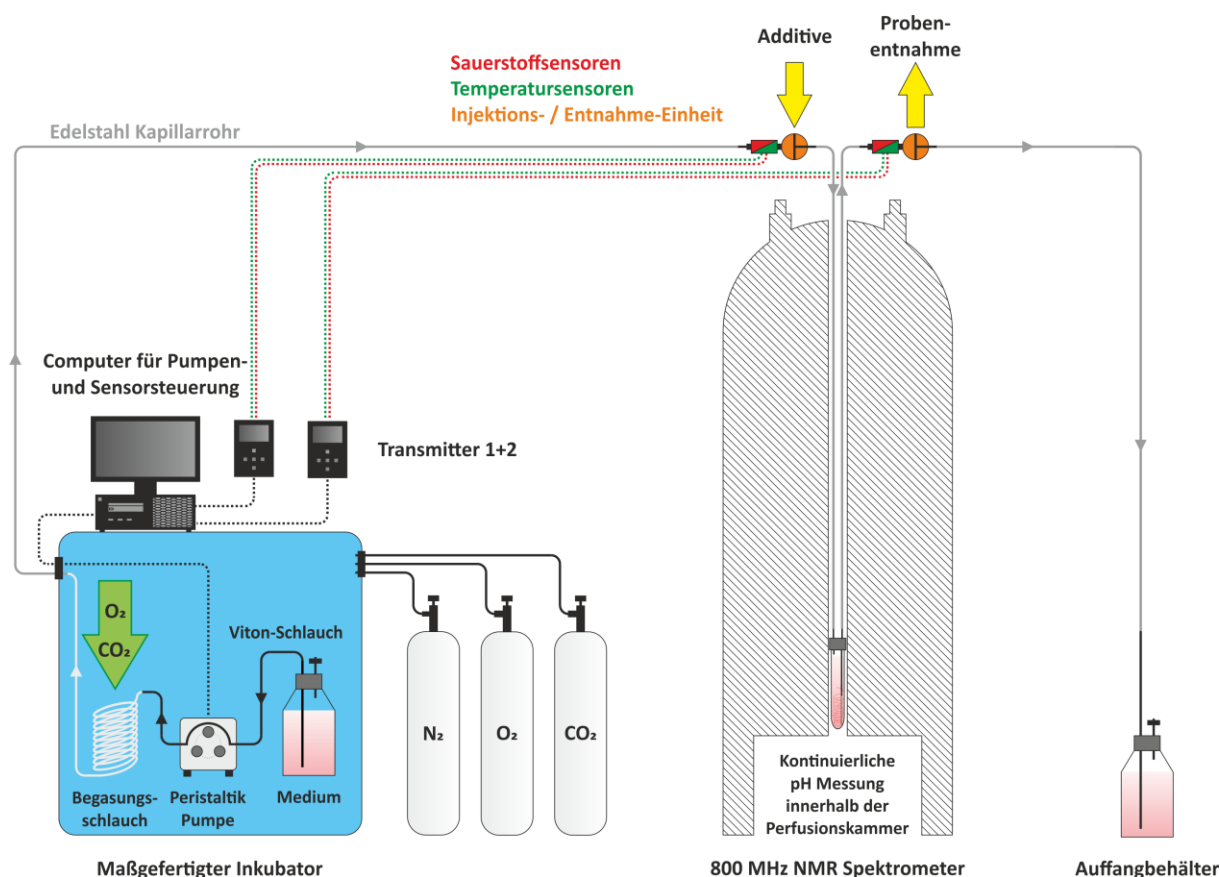 Additive
Proben-
entnahme
Sauerstoffsensoren
Temperatursensoren
Injektions- / Entnahme-Einheit
Edelstahl Kapillarrohr
Computer für Pumpen-
und Sensorsteuerung
Transmitter 1+2
O₂
CO₂
Viton-Schlauch
N₂
O₂
CO₂
Begasungs-
schlauch
Peristaltik
Pumpe
Medium
Kontinuierliche
pH Messung
innerhalb der
Perfusionskammer
Maßgefertigter Inkubator
800 MHz NMR Spektrometer
Auffangbehälter